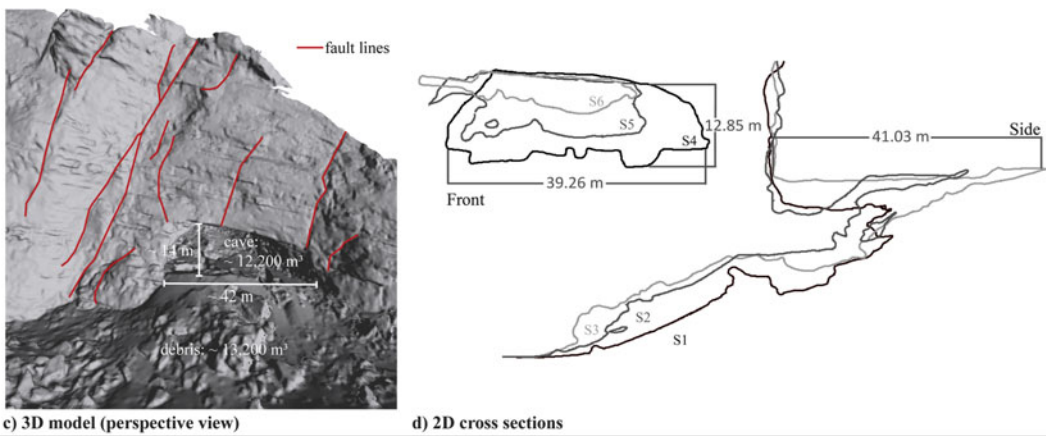 fault lines
~ 14 m
cave:
~ 12,200 m³
~ 42 m
debris: ~ 13,200 m³
c) 3D model (perspective view)
S6
S5
S4
12.85 m
39.26 m
Front
41.03 m
Side
S3
S2
S1
d) 2D cross sections